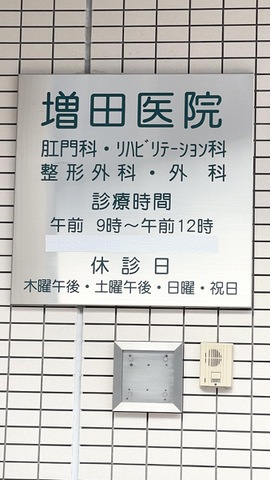 増田医院
肛門科・リハビリテーション科
整形外科・外科
診療時間
午前 9時～午前12時
休診日
木曜午後・土曜午後・日曜・祝日